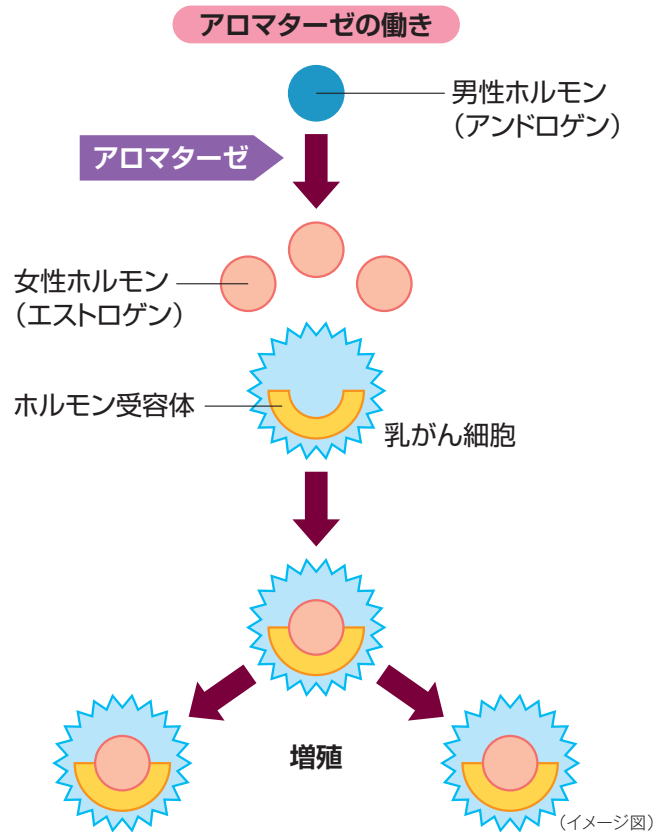 アロマターゼの働き
男性ホルモン
（アンドロゲン）
アロマターゼ
女性ホルモン
（エストロゲン）
ホルモン受容体
乳がん細胞
増殖
（イメージ図）